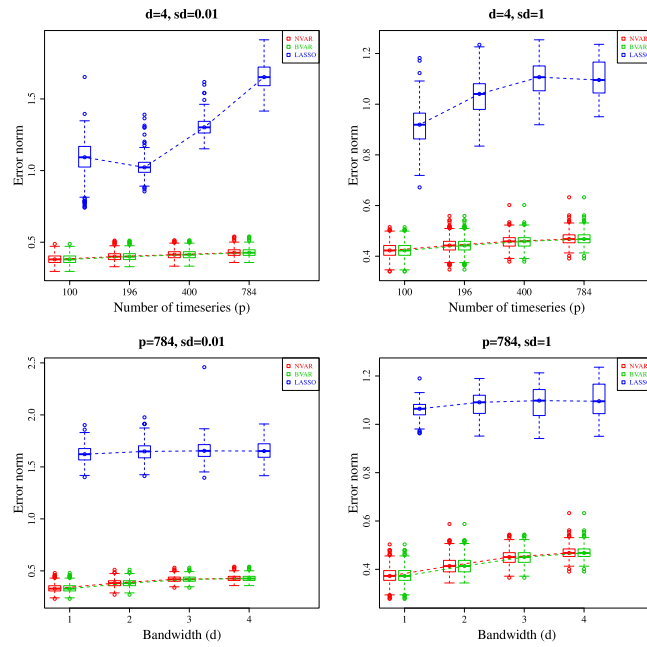 d=4, sd=0.01
Error norm
0.5
1.0
1.5
100 196 400 784
Number of timeseries (p)
NVAR
BVAR
LASSO
d=4, sd=1
Error norm
0.4
0.6
0.8
1.0
1.2
100 196 400 784
Number of timeseries (p)
NVAR
BVAR
LASSO
p=784, sd=0.01
Error norm
0.5
1.0
1.5
2.0
2.5
1 2 3 4
Bandwidth (d)
NVAR
BVAR
LASSO
p=784, sd=1
Error norm
0.4
0.6
0.8
1.0
1.2
1 2 3 4
Bandwidth (d)
NVAR
BVAR
LASSO